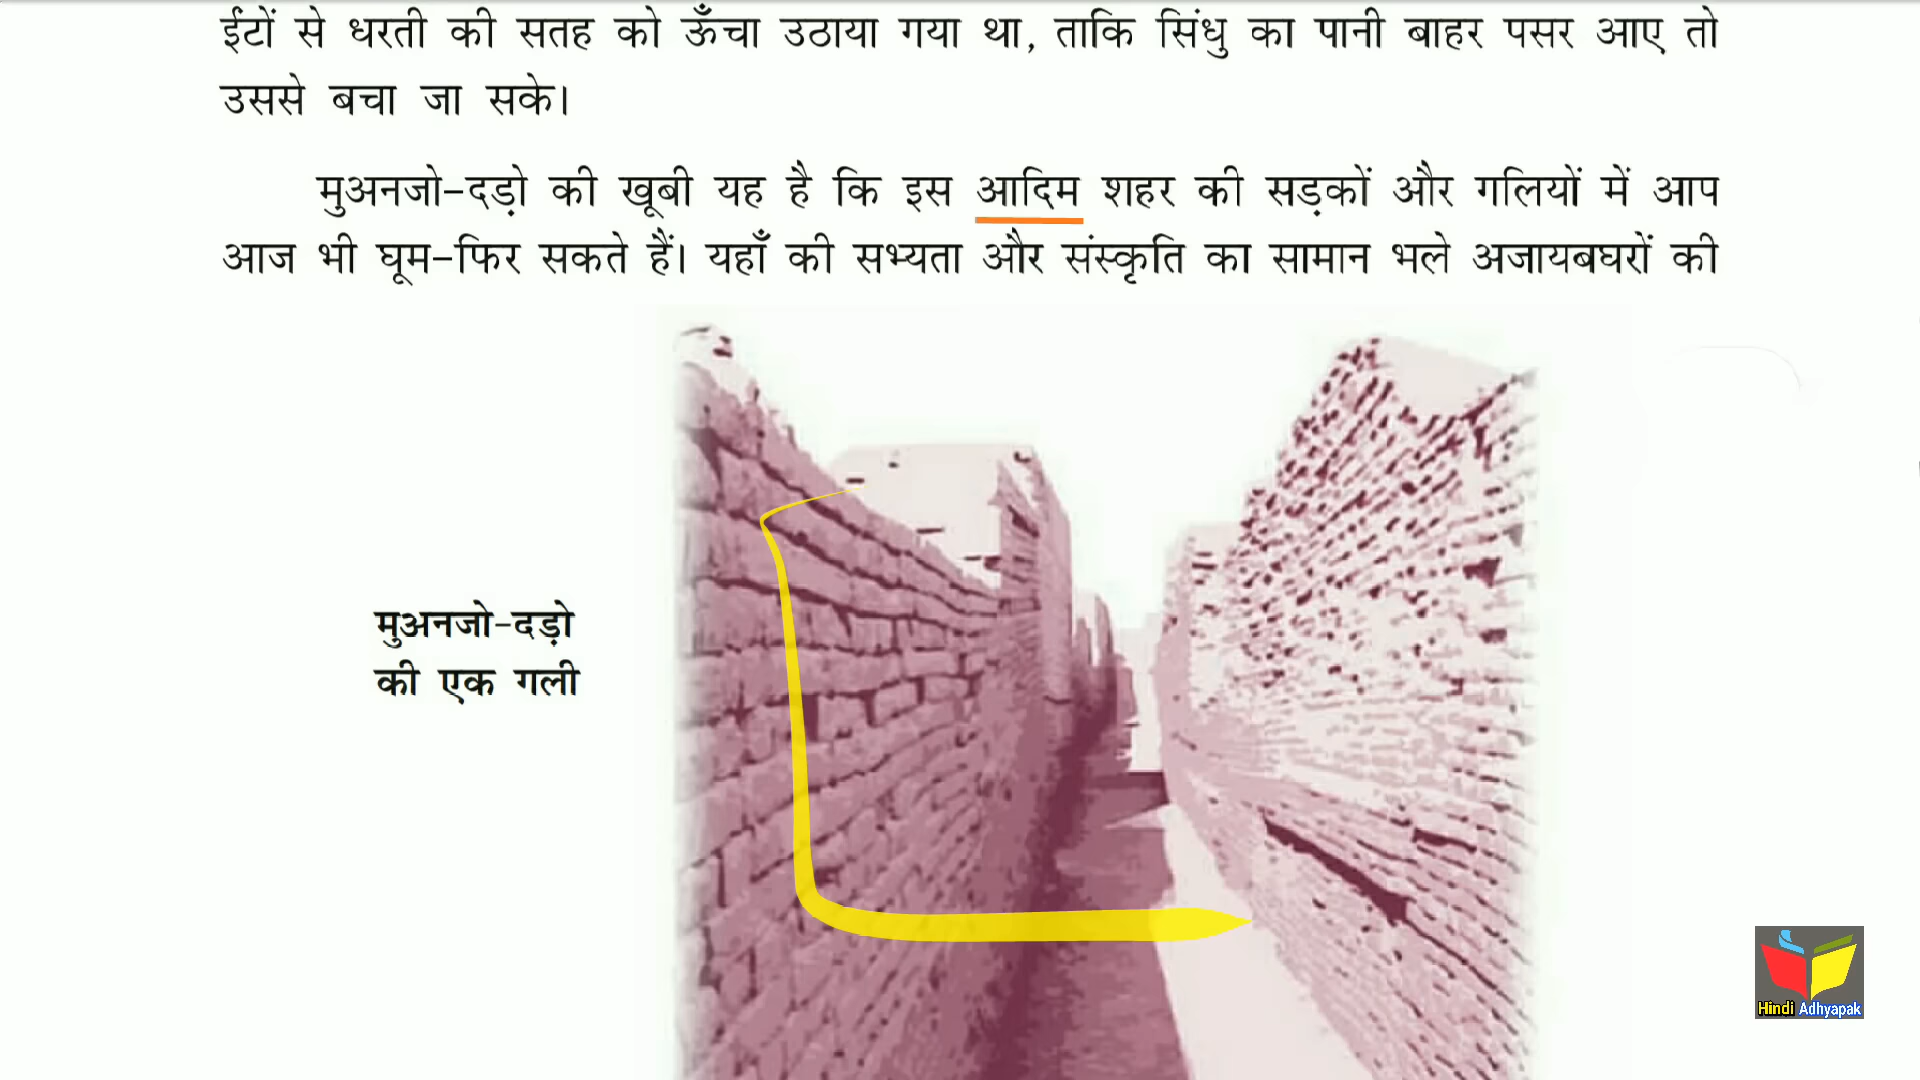 ईंटों से धरती की सतह को ऊँचा उठाया गया था, ताकि सिंधु का पानी बाहर पसर आए तो
उससे बचा जा सके।
मुअनजो-दड़ो की खूबी यह है कि इस आदिम शहर की सड़कों और गलियों में आप
आज भी घूम-फिर सकते हैं। यहाँ की सभ्यता और संस्कृति का सामान भले अजायबघरों की
मुअनजो-दड़ो
की एक गली
Hindi Adhyapak